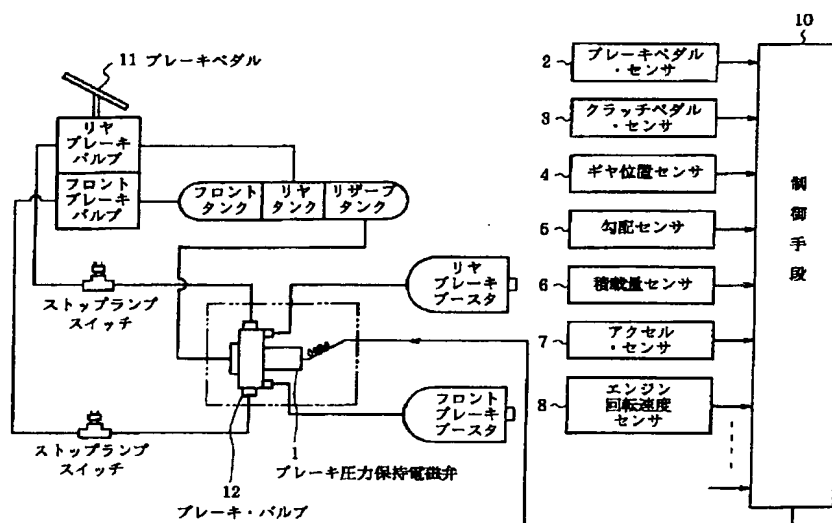 11 ブレーキペダル
リヤ
ブレーキ
バルブ
フロント
ブレーキ
バルブ
フロント
タンク
リヤ
タンク
リザーブ
タンク
ストップランプ
スイッチ
リヤ
ブレーキ
ブースタ
フロント
ブレーキ
ブースタ
ストップランプ
スイッチ
12
ブレーキ・バルブ
1
ブレーキ圧力保持電磁弁
10
制御手段
2
ブレーキペダル
・センサ
3
クラッチペダル
・センサ
4
ギヤ位置センサ
5
勾配センサ
6
積載量センサ
7
アクセル
・センサ
8
エンジン
回転速度
センサ